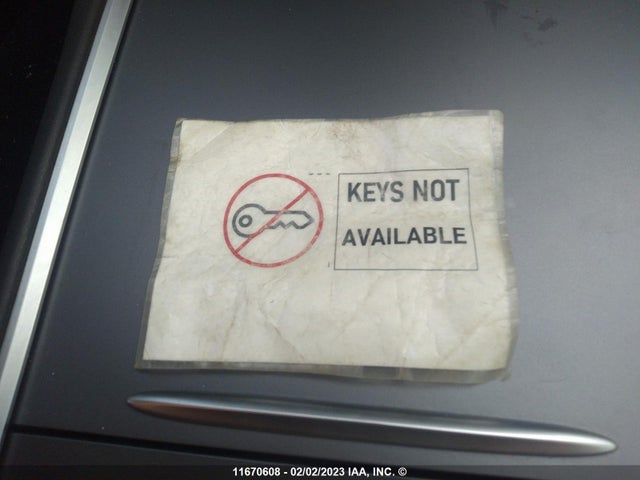 KEYS NOT
AVAILABLE
11670608 - 02/02/2023 IAA, INC. ©